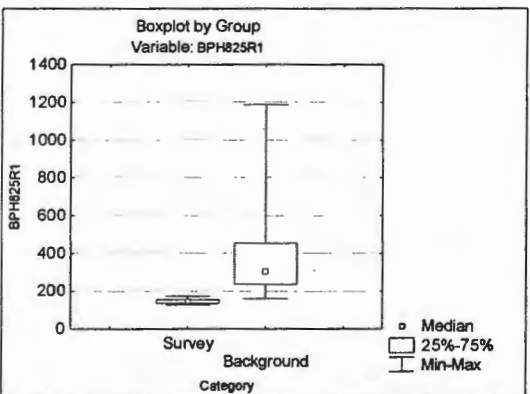 Boxplot by Group
Variable: BPH825R1
1400
1200
1000
800
600
400
200
0
BPH825R1
Survey
Background
Category
Median
25%-75%
Min-Max